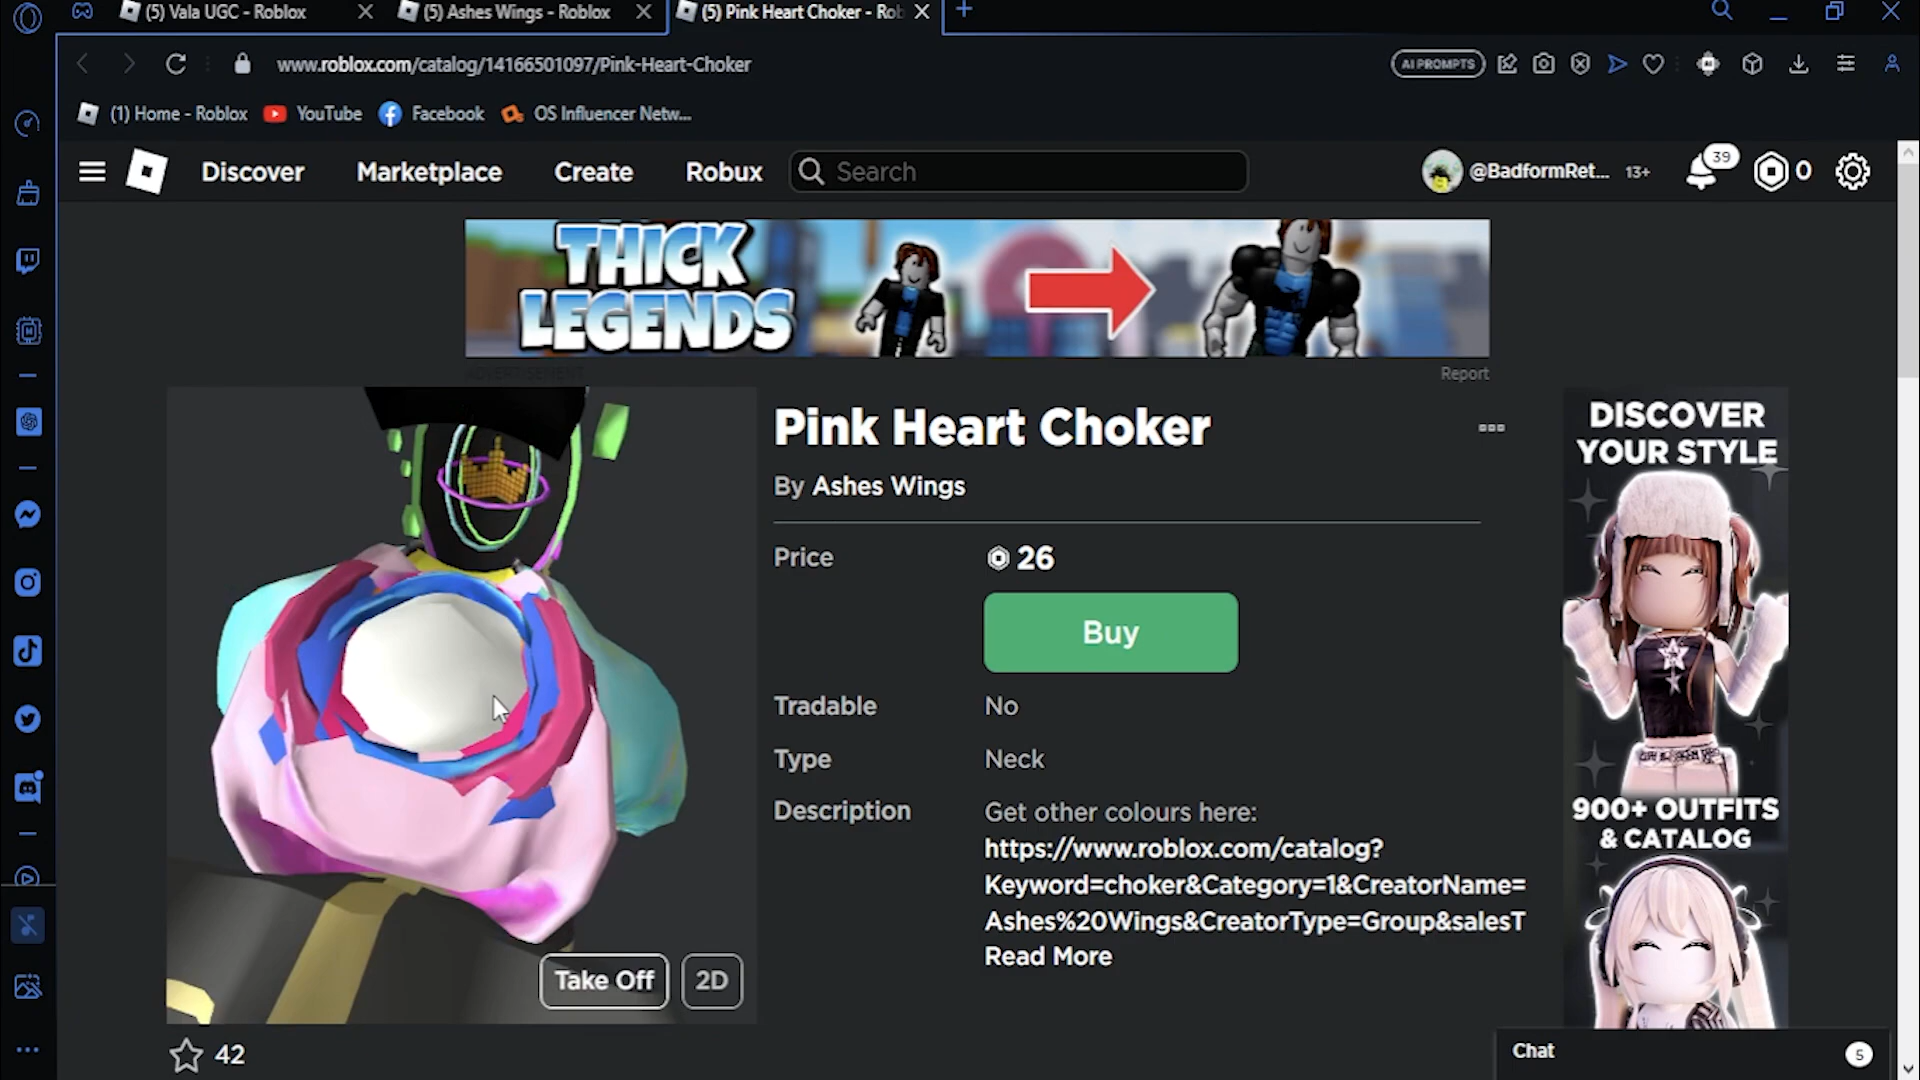 (5) Vala UGC - Roblox
(5) Ashes Wings - Roblox
(5) Pink Heart Choker - Rob
www.roblox.com/catalog/14166501097/Pink-Heart-Choker
AI PROMPTS
(1) Home - Roblox
YouTube
Facebook
OS Influencer Netw...
Discover
Marketplace
Create
Robux
Search
@BadformRet...
13+
39
0
THICK
LEGENDS
ADVERTISEMENT
Report
Pink Heart Choker
By Ashes Wings
Price
26
Buy
Tradable
No
Type
Neck
Description
Get other colours here:
https://www.roblox.com/catalog?
Keyword=choker&Category=1&CreatorName=
Ashes%20Wings&CreatorType=Group&salesT
Read More
Take Off
2D
42
DISCOVER
YOUR STYLE
900+ OUTFITS
& CATALOG
Chat
5